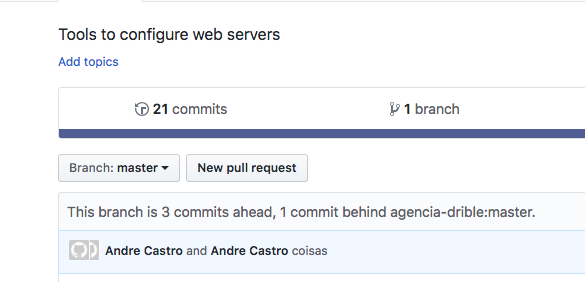 Tools to configure web servers
Add topics
21 commits
1 branch
Branch: master
New pull request
This branch is 3 commits ahead, 1 commit behind agencia-drible:master.
Andre Castro and Andre Castro coisas